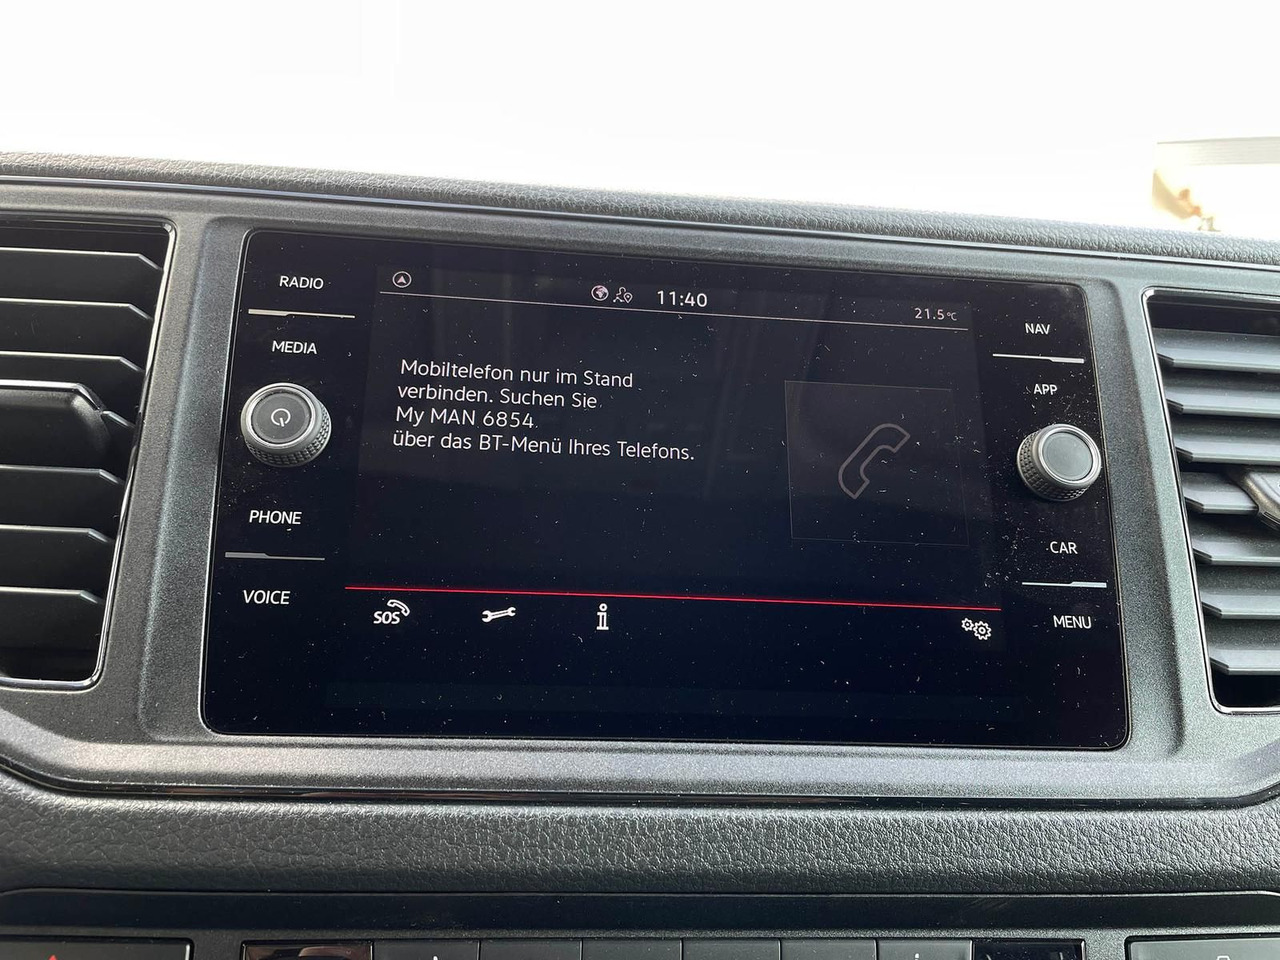 RADIO
MEDIA
PHONE
VOICE
11:40
21.5°C
Mobiltelefon nur im Stand
verbinden. Suchen Sie
My MAN 6854
über das BT-Menü Ihres Telefons.
SOS
NAV
APP
CAR
MENU